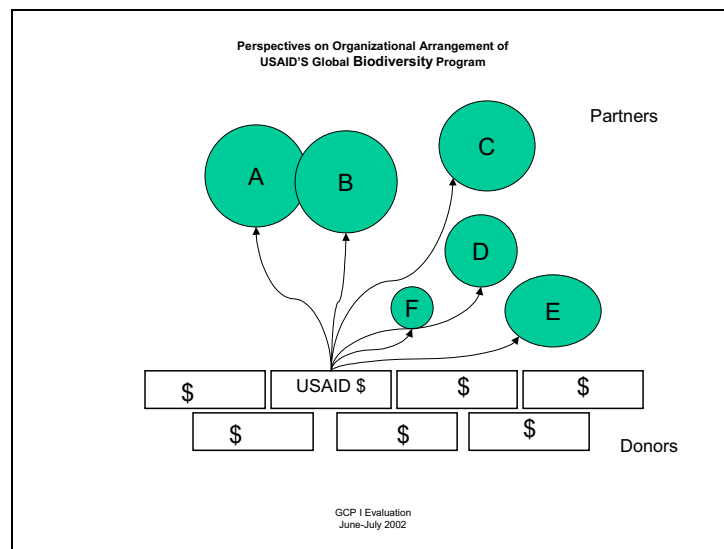 Perspectives on Organizational Arrangement of
USAID'S Global Biodiversity Program
Partners
A
B
C
D
F
E
$
USAID $
$
$
$
$
$
Donors
GCP I Evaluation
June-July 2002